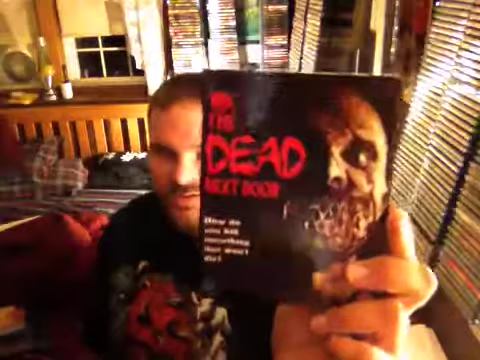 THE
DEAD
NEXT DOOR
How do
you kill
something
that won't
die?